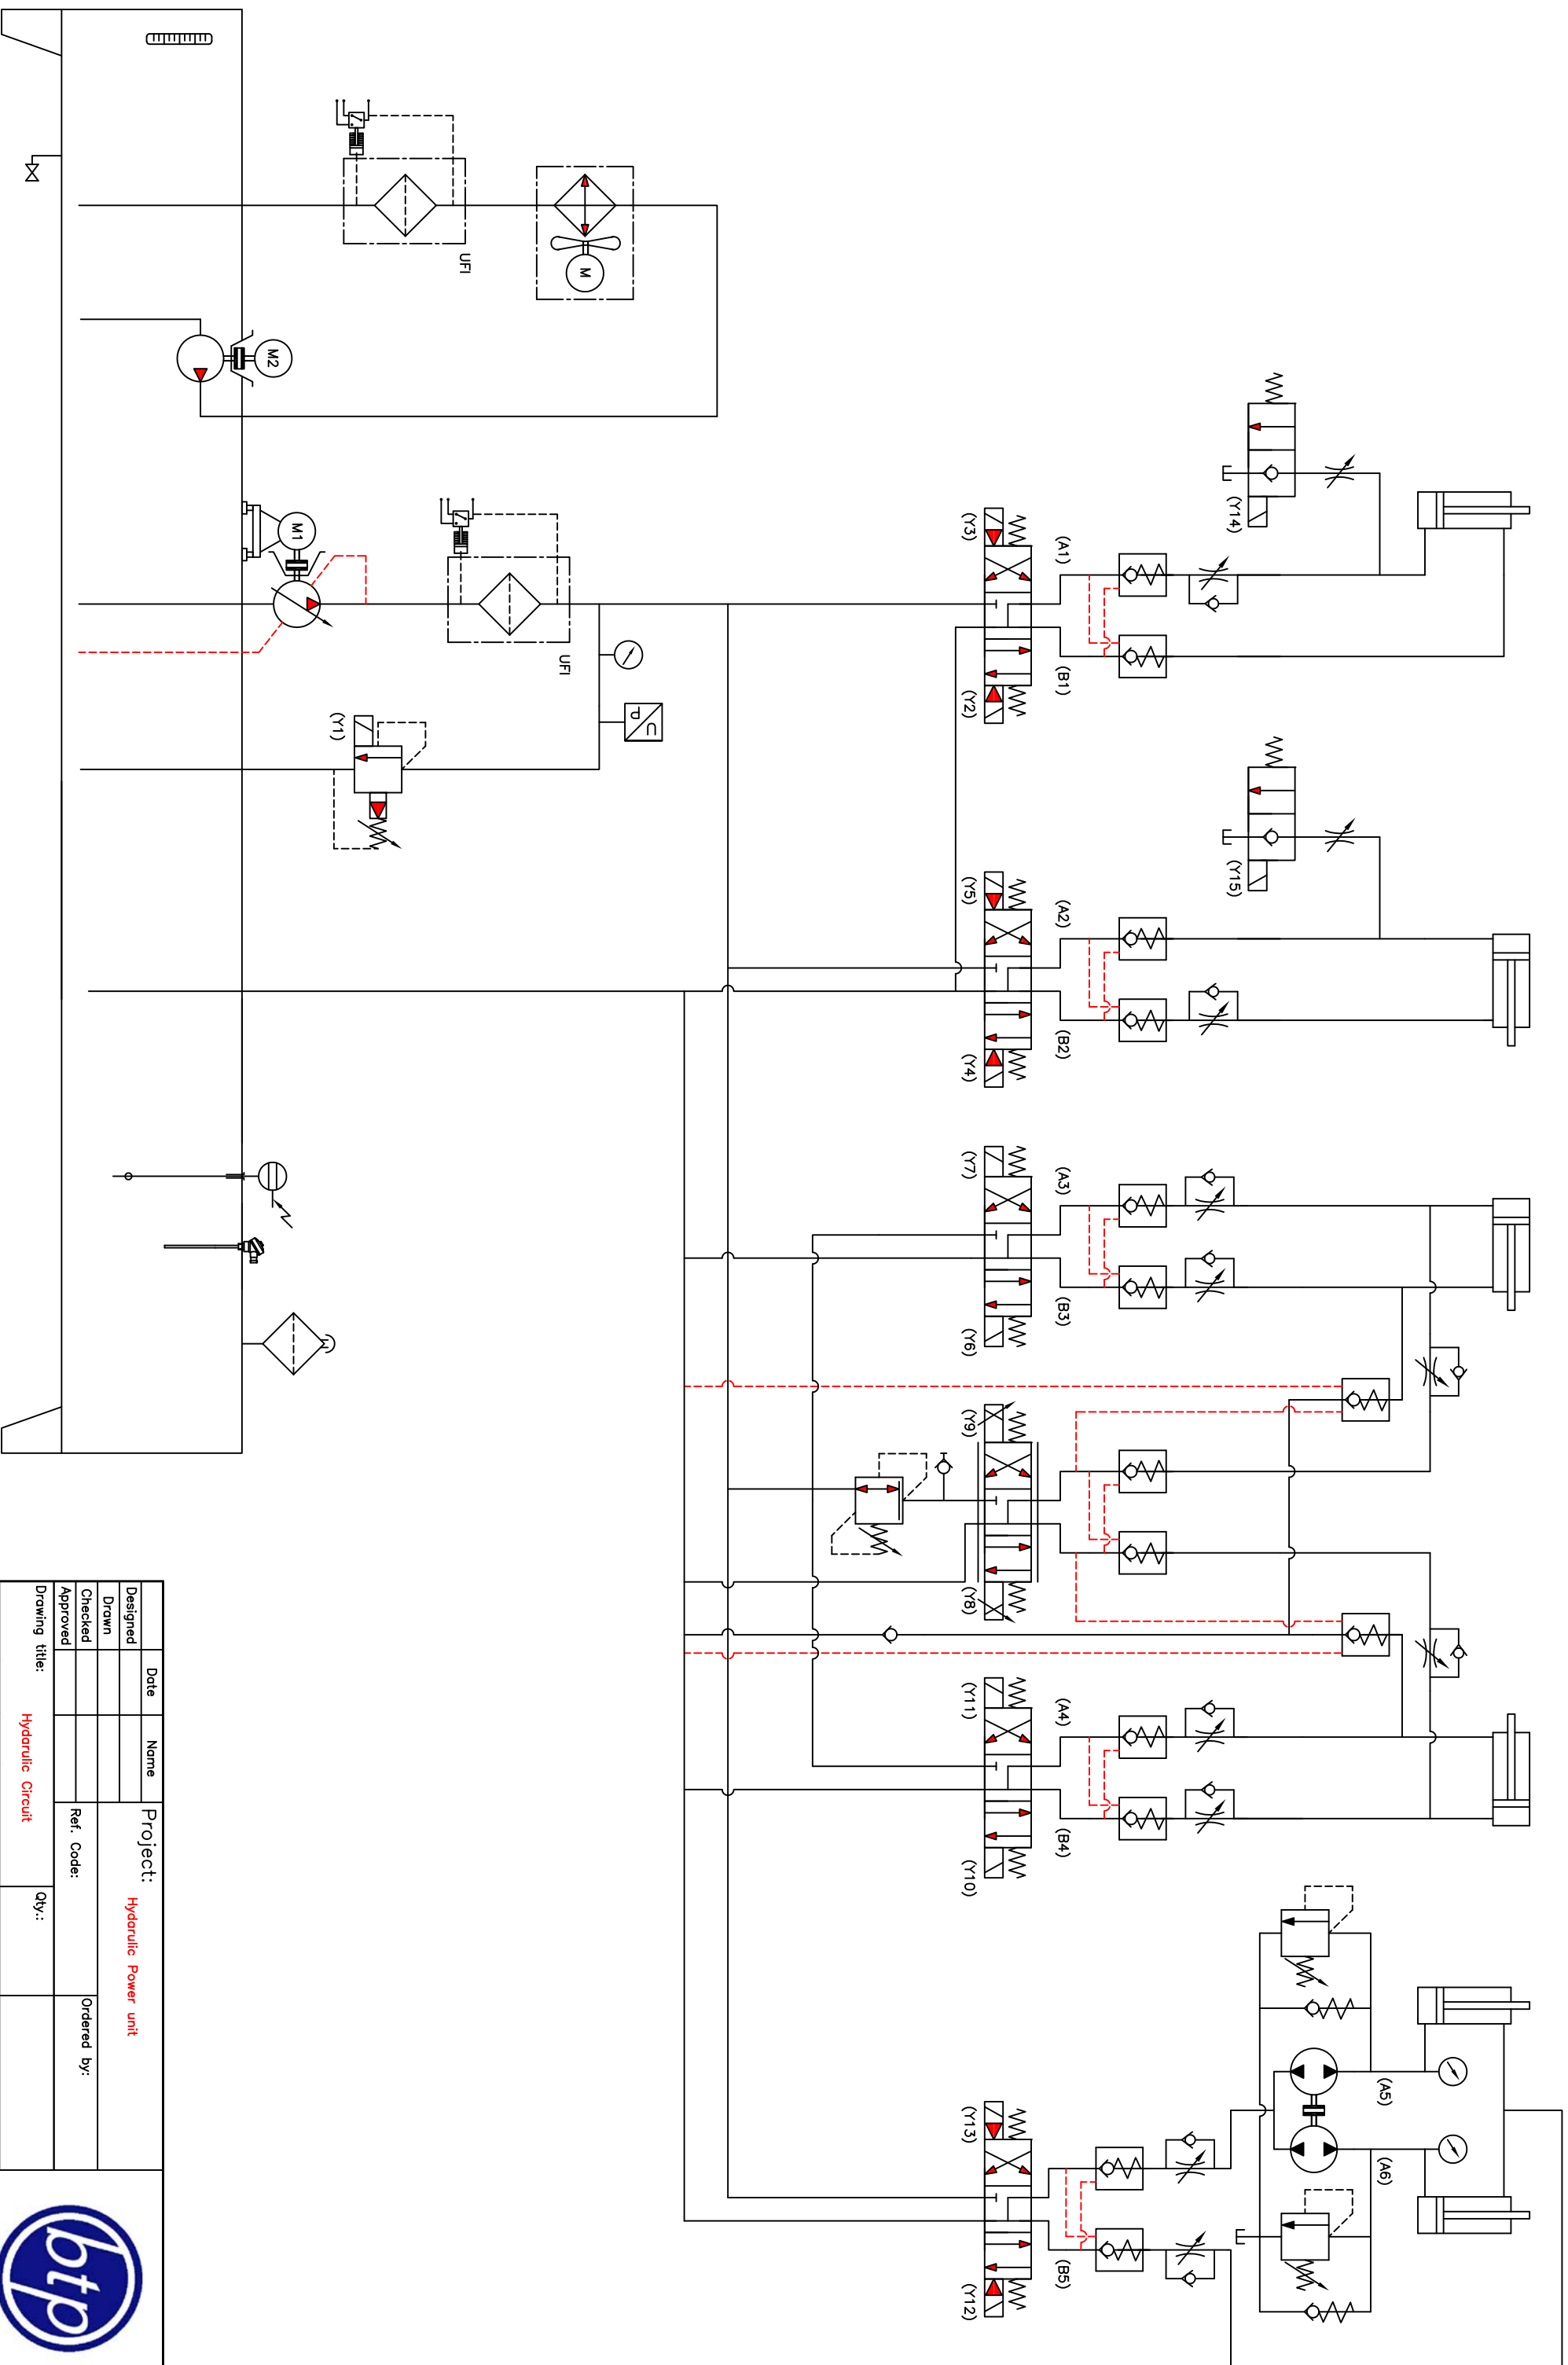 (Y14)
(Y15)
(A5)
(A6)
(A1)
(B1)
(A2)
(B2)
(A3)
(B3)
(A4)
(B4)
(B5)
(Y3)
(Y2)
(Y5)
(Y4)
(Y7)
(Y6)
(Y9)
(Y8)
(Y11)
(Y10)
(Y13)
(Y12)
M
UFI
M2
M1
UFI
U
P
(Y1)
Date
Name
Project:
Hydarulic Power unit
Designed
Drawn
Checked
Approved
Ref. Code:
Ordered by:
Drawing title:
Hydarulic Circuit
Qty.:
btp